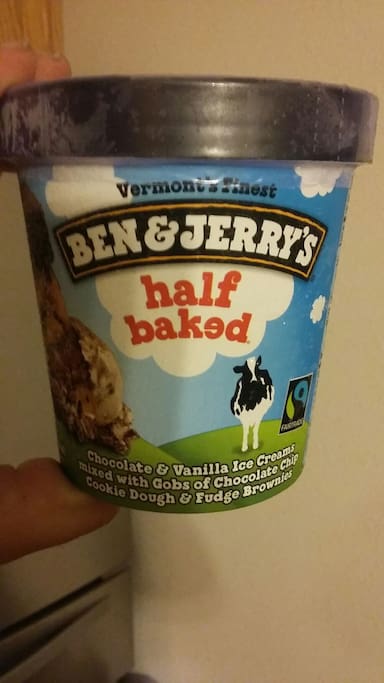 Vermont's Finest
BEN & JERRY'S
half
baked
FAIRTRADE
Chocolate & Vanilla Ice Creams
mixed with Gobs of Chocolate Chip
Cookie Dough & Fudge Brownies